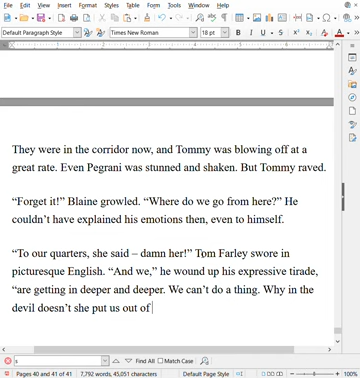 File Edit View Insert Format Styles Table Form Tools Window Help
Default Paragraph Style Times New Roman 18 pt
They were in the corridor now, and Tommy was blowing off at a
great rate. Even Pegrani was stunned and shaken. But Tommy raved.
“Forget it!” Blaine growled. “Where do we go from here?” He
couldn’t have explained his emotions then, even to himself.
“To our quarters, she said – damn her!” Tom Farley swore in
picturesque English. “And we,” he wound up his expressive tirade,
“are getting in deeper and deeper. We can’t do a thing. Why in the
devil doesn’t she put us out of
s Find All Match Case
Pages 40 and 41 of 41 7,792 words, 45,051 characters Default Page Style 100%